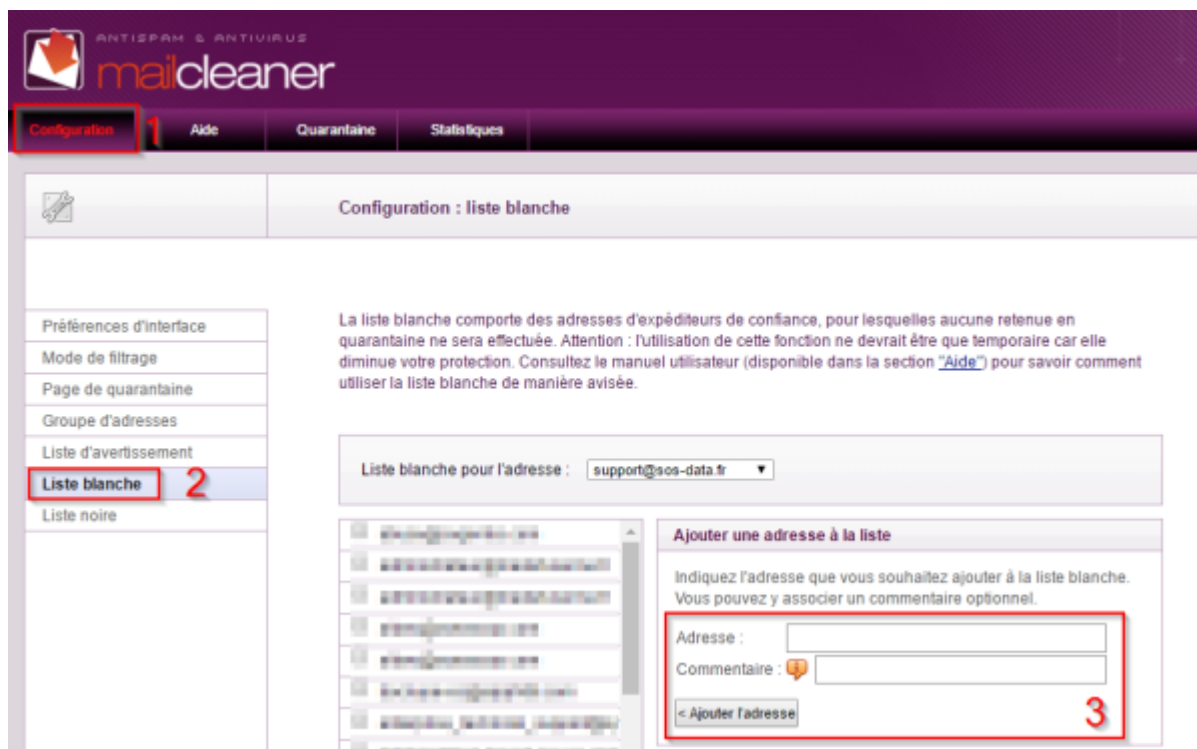 ANTISPAM & ANTIVIRUS
mailcleaner
Configuration 1 Aide Quarantaine Statistiques
Configuration : liste blanche
Préférences d'interface
Mode de filtrage
Page de quarantaine
Groupe d'adresses
Liste d'avertissement
Liste blanche 2
Liste noire
La liste blanche comporte des adresses d'expéditeurs de confiance, pour lesquelles aucune retenue en
quarantaine ne sera effectuée. Attention : l'utilisation de cette fonction ne devrait être que temporaire car elle
diminue votre protection. Consultez le manuel utilisateur (disponible dans la section "Aide") pour savoir comment
utiliser la liste blanche de manière avisée.
Liste blanche pour l'adresse : support@sos-data.fr
Ajouter une adresse à la liste
Indiquez l'adresse que vous souhaitez ajouter à la liste blanche.
Vous pouvez y associer un commentaire optionnel.
Adresse :
Commentaire :
< Ajouter l'adresse
3